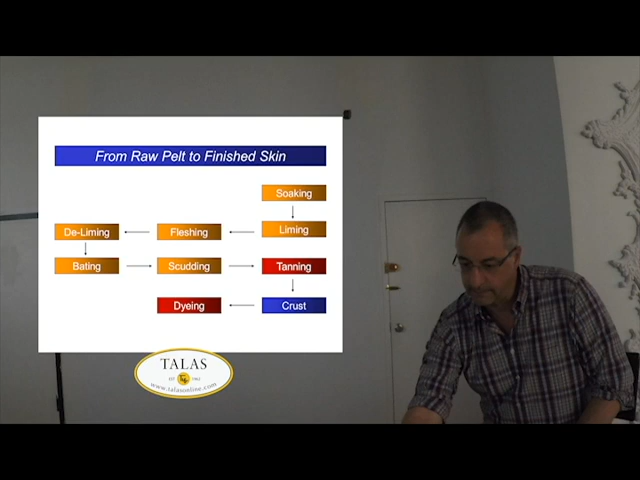 From Raw Pelt to Finished Skin
Soaking
De-Liming
Fleshing
Liming
Bating
Scudding
Tanning
Dyeing
Crust
TALAS
www.talasonline.com